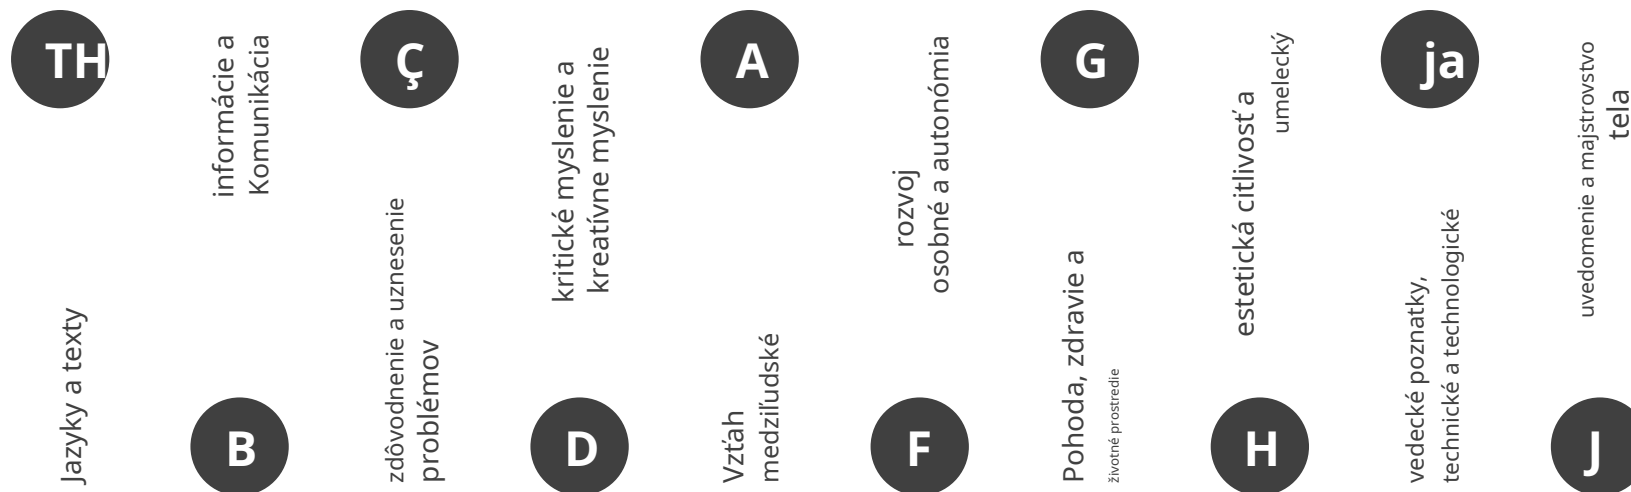 TH
Jazyky a texty
informácie a
Komunikácia
B
Ç
zdôvodnenie a uznesenie
problémov
kritické myslenie a
kreatívne myslenie
D
A
Vzťah
medziľudské
rozvoj
osobné a autonómia
F
G
Pohoda, zdravie a
životné prostredie
estetická citlivosť a
umelecký
H
ja
vedecké poznatky,
technické a technologické
uvedomenie a majstrovstvo
tela
J